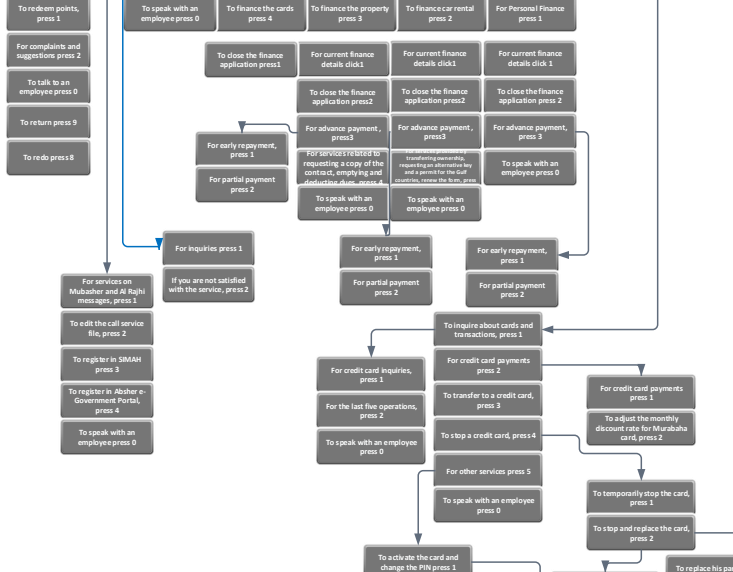 To redeem points,
press 1
To speak with an
employee press 0
To finance the cards
press 4
To finance the property
press 3
To finance car rental
press 2
For Personal Finance
press 1
For complaints and
suggestions press 2
To talk to an
employee press 0
To return press 9
To redo press 8
To close the finance
application press1
For current finance
details click1
For current finance
details click1
For current finance
details click 1
To close the finance
application press2
To close the finance
application press2
To close the finance
application press 2
For advance payment ,
press3
For advance payment ,
press3
For advance payment,
press 3
For early repayment,
press 1
For partial payment
press 2
For services related to
requesting a copy of the
contract, emptying and
deducting dues, press 4
transferring ownership,
requesting an alternative key
and a permit for the Gulf
countries, renew the form, press
To speak with an
employee press 0
To speak with an
employee press 0
To speak with an
employee press 0
For inquiries press 1
If you are not satisfied
with the service, press 2
For early repayment,
press 1
For partial payment
press 2
For early repayment,
press 1
For partial payment
press 2
For services on
Mubasher and Al Rajhi
messages, press 1
To edit the call service
file, press 2
To register in SIMAH
press 3
To register in Absher e-
Government Portal,
press 4
To speak with an
employee press 0
To inquire about cards and
transactions, press 1
For credit card payments
press 2
To transfer to a credit card,
press 3
To stop a credit card, press 4
For other services press 5
To speak with an employee
press 0
For credit card inquiries,
press 1
For the last five operations,
press 2
To speak with an employee
press 0
For credit card payments
press 1
To adjust the monthly
discount rate for Murabaha
card, press 2
To temporarily stop the card,
press 1
To stop and replace the card,
press 2
To activate the card and
change the PIN press 1
To replace his